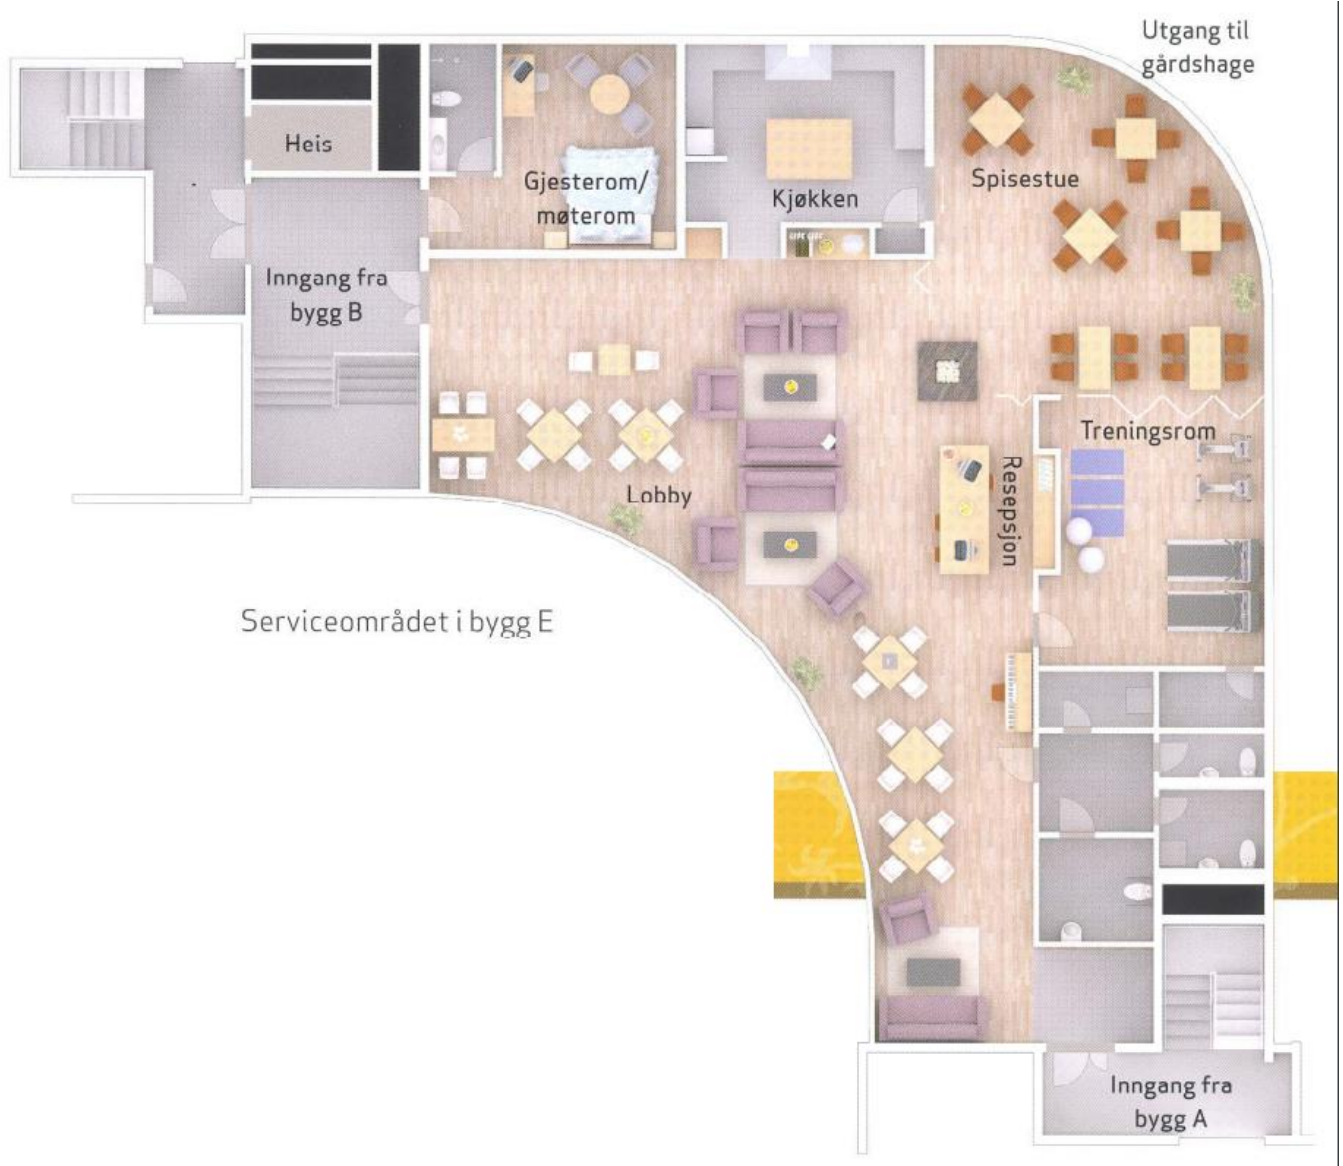 Utgang til
gårdshage
Heis
Gjesterom/
møterom
Kjøkken
Spisestue
Inngang fra
bygg B
Treningsrom
Resepsjon
Lobby
Serviceområdet i bygg E
Inngang fra
bygg A